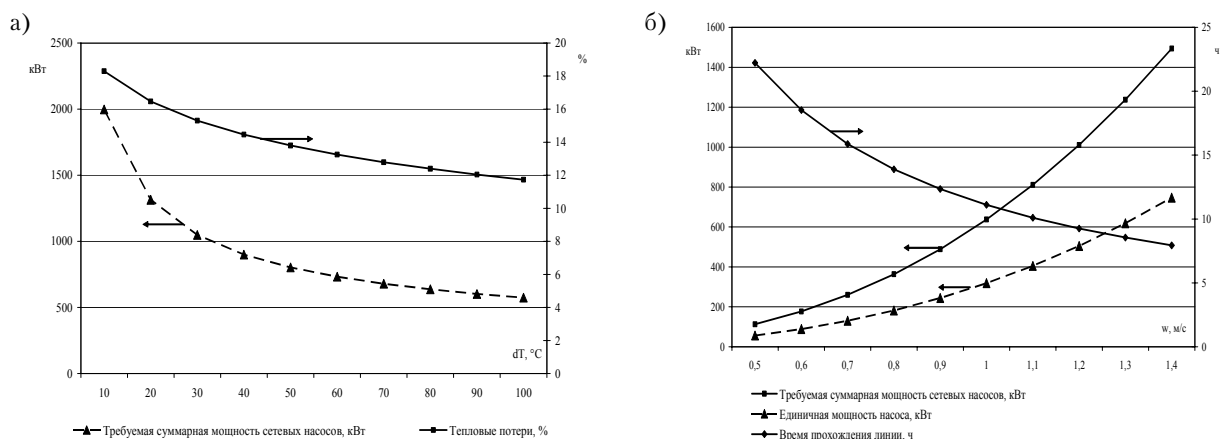 а)
2500
2000
1500
1000
500
0
кВт
20
18
16
14
12
10
8
6
4
2
0
%
dT, °C
10 20 30 40 50 60 70 80 90 100
Требуемая суммарная мощность сетевых насосов, кВт
Тепловые потери, %
б)
1600
1400
1200
1000
800
600
400
200
0
кВт
25
20
15
10
5
0
ч
w, м/с
0,5 0,6 0,7 0,8 0,9 1 1,1 1,2 1,3 1,4
Требуемая суммарная мощность сетевых насосов, кВт
Единичная мощность насоса, кВт
Время прохождения линии, ч